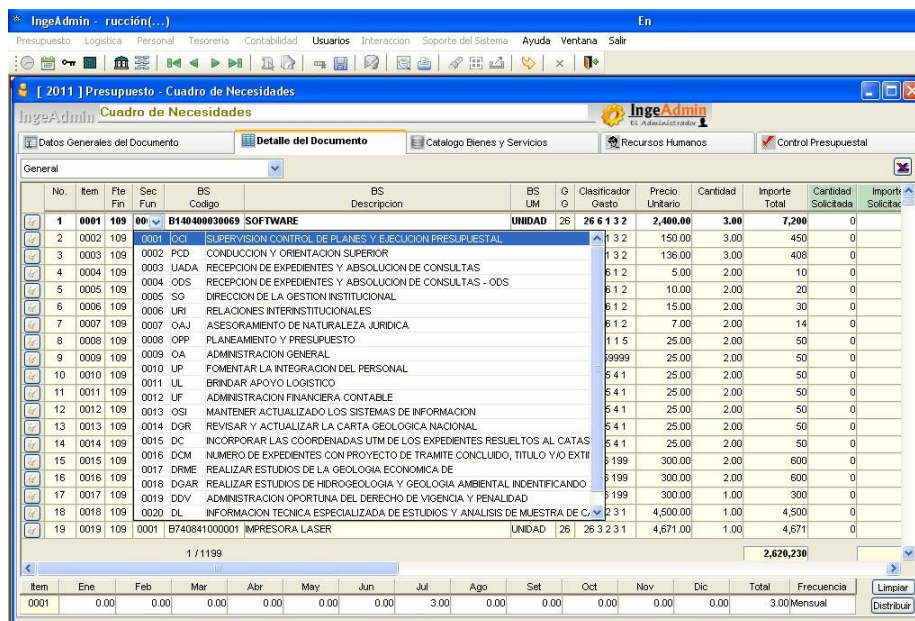 IngeAdmin - rucción(...) En
Presupuesto Logistica Personal Tesoreria Contabilidad Usuarios Interaccion Soporte del Sistema Ayuda Ventana Salir
[ 2011 ] Presupuesto - Cuadro de Necesidades
IngeAdmin Cuadro de Necesidades IngeAdmin
EL Administrador
Datos Generales del Documento Detalle del Documento Catalogo Bienes y Servicios Recursos Humanos Control Presupuestal
General
No. Item Fte Fin Sec Fun BS Codigo BS Descripcion BS UM G G Clasificador Gasto Precio Unitario Cantidad Importe Total Cantidad Solicitada Importe Solicitac
1 0001 109 00 B140400030069 SOFTWARE UNIDAD 26 26 6 1 3 2 2,400.00 3.00 7,200 0
2 0002 109 0001 OCI SUPERVISION CONTROL DE PLANES Y EJECUCION PRESUPUESTAL 1 3 2 150.00 3.00 450 0
3 0003 109 0002 PCD CONDUCCION Y ORIENTACION SUPERIOR 1 3 2 136.00 3.00 408 0
4 0004 109 0003 UADA RECEPCION DE EXPEDIENTES Y ABSOLUCION DE CONSULTAS 6 1 2 5.00 2.00 10 0
5 0005 109 0004 ODS RECEPCION DE EXPEDIENTES Y ABSOLUCION DE CONSULTAS - ODS 6 1 2 10.00 2.00 20 0
0005 SG DIRECCION DE LA GESTION INSTITUCIONAL
6 0006 109 0006 URI RELACIONES INTERINSTITUCIONALES 6 1 2 15.00 2.00 30 0
7 0007 109 0007 OAJ ASESORAMIENTO DE NATURALEZA JURIDICA 6 1 2 7.00 2.00 14 0
8 0008 109 0008 OPP PLANEAMIENTO Y PRESUPUESTO 1 1 5 25.00 2.00 50 0
9 0009 109 0009 OA ADMINISTRACION GENERAL 9999 25.00 2.00 50 0
10 0010 109 0010 UP FOMENTAR LA INTEGRACION DEL PERSONAL 5 4 1 25.00 2.00 50 0
11 0011 109 0011 UL BRINDAR APOYO LOGISTICO 5 4 1 25.00 2.00 50 0
0012 UF ADMINISTRACION FINANCIERA CONTABLE
12 0012 109 0013 OSI MANTENER ACTUALIZADO LOS SISTEMAS DE INFORMACION 5 4 1 25.00 2.00 50 0
13 0013 109 0014 DGR REVISAR Y ACTUALIZAR LA CARTA GEOLOGICA NACIONAL 5 4 1 25.00 2.00 50 0
14 0014 109 0015 DC INCORPORAR LAS COORDENADAS UTM DE LOS EXPEDIENTES RESUELTOS AL CATAS 5 4 1 25.00 2.00 50 0
15 0015 109 0016 DCM NUMERO DE EXPEDIENTES CON PROYECTO DE TRAMITE CONCLUIDO, TITULO Y/O EXTIN 6 199 300.00 2.00 600 0
0017 DRME REALIZAR ESTUDIOS DE LA GEOLOGIA ECONOMICA DE
16 0016 109 0018 DGAR REALIZAR ESTUDIOS DE HIDROGEOLOGIA Y GEOLOGIA AMBIENTAL INDENTIFICANDO 6 199 300.00 2.00 600 0
17 0017 109 0019 DDV ADMINISTRACION OPORTUNA DEL DERECHO DE VIGENCIA Y PENALIDAD 6 199 300.00 1.00 300 0
18 0018 109 0020 DL INFORMACION TECNICA ESPECIALIZADA DE ESTUDIOS Y ANALISIS DE MUESTRA DE CA 2 3 1 4,500.00 1.00 4,500 0
19 0019 109 0001 B740841000001 IMPRESORA LASER UNIDAD 26 26 3 2 3 1 4,671.00 1.00 4,671 0
1 / 1199 2,620,230
Item Ene Feb Mar Abr May Jun Jul Ago Set Oct Nov Dic Total Frecuencia Limpiar
0001 0.00 0.00 0.00 0.00 0.00 0.00 3.00 0.00 0.00 0.00 0.00 0.00 3.00 Mensual Distribuir